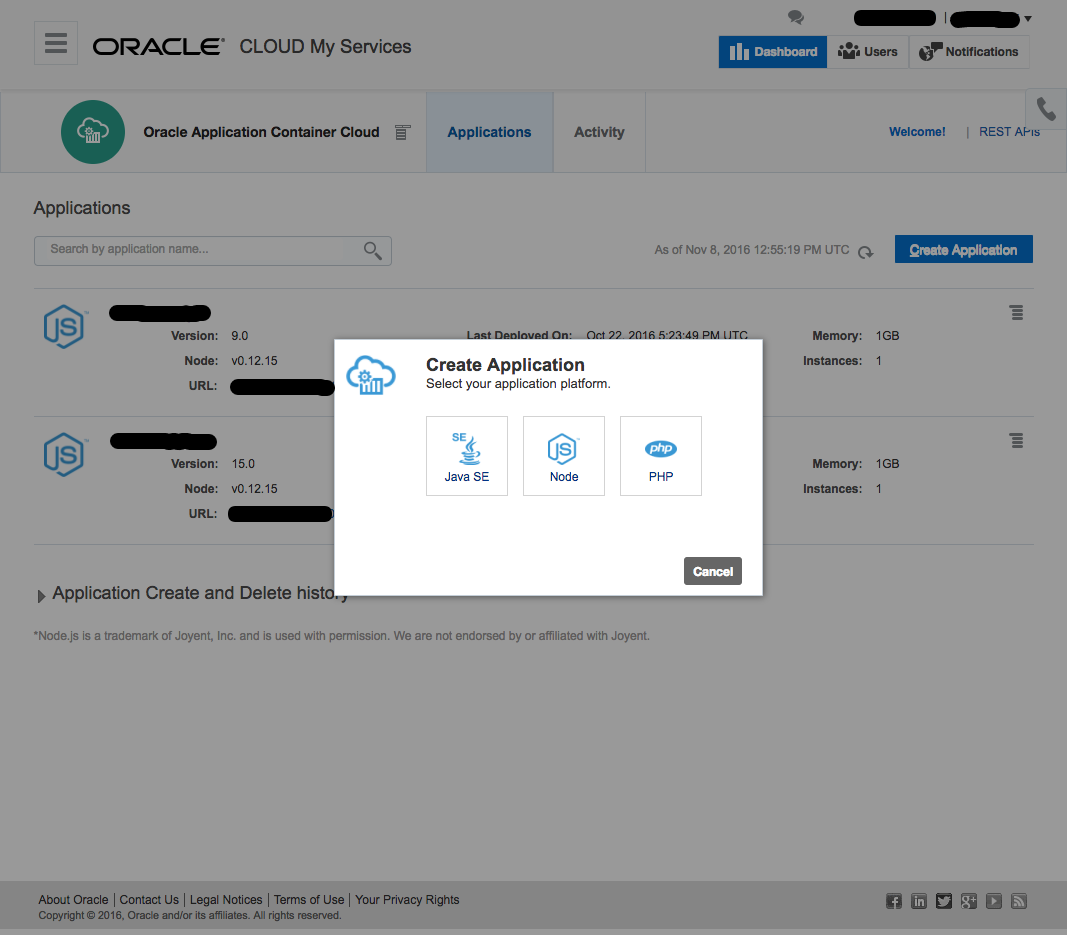 ORACLE® CLOUD My Services
|
Dashboard Users Notifications
Oracle Application Container Cloud Applications Activity Welcome! | REST APIs
Applications
Search by application name...
As of Nov 8, 2016 12:55:19 PM UTC
Create Application
JS™
Version: 9.0 Last Deployed On: Oct 22, 2016 5:23:49 PM UTC Memory: 1GB
Node: v0.12.15 Instances: 1
URL:
JS™
Version: 15.0 Memory: 1GB
Node: v0.12.15 Instances: 1
URL:
Create Application
Select your application platform.
SE JS php
Java SE Node PHP
Cancel
Application Create and Delete history
*Node.js is a trademark of Joyent, Inc. and is used with permission. We are not endorsed by or affiliated with Joyent.
About Oracle | Contact Us | Legal Notices | Terms of Use | Your Privacy Rights
Copyright © 2016, Oracle and/or its affiliates. All rights reserved.